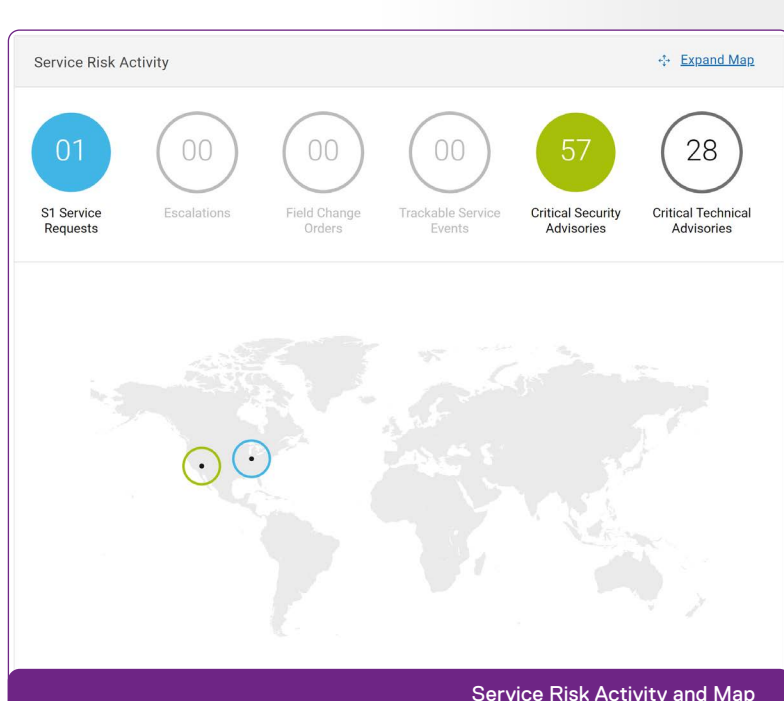 Service Risk Activity
Expand Map
01
00
00
00
57
28
S1 Service
Requests
Escalations
Field Change
Orders
Trackable Service
Events
Critical Security
Advisories
Critical Technical
Advisories
Service Risk Activity and Map